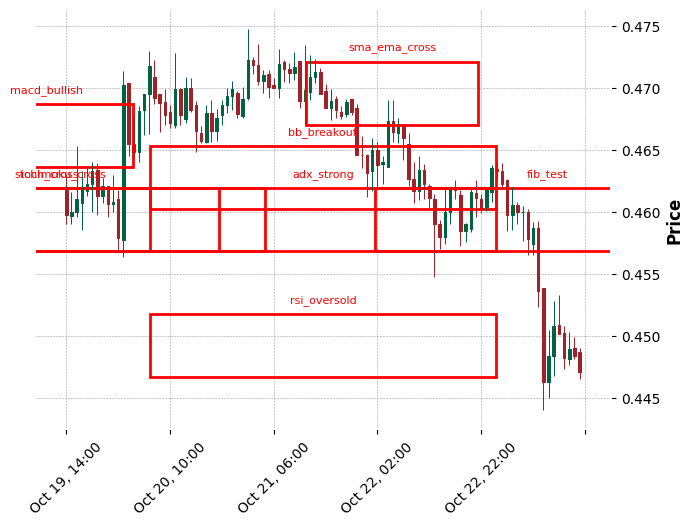 0.475
sma_ema_cross
0.470
macd_bullish
bb_breakout
0.465
adx_strong
fib_test
0.460
Price
0.455
rsi_oversold
0.450
0.445
Oct 19, 14:00
Oct 20, 10:00
Oct 21, 06:00
Oct 22, 02:00
Oct 22, 22:00